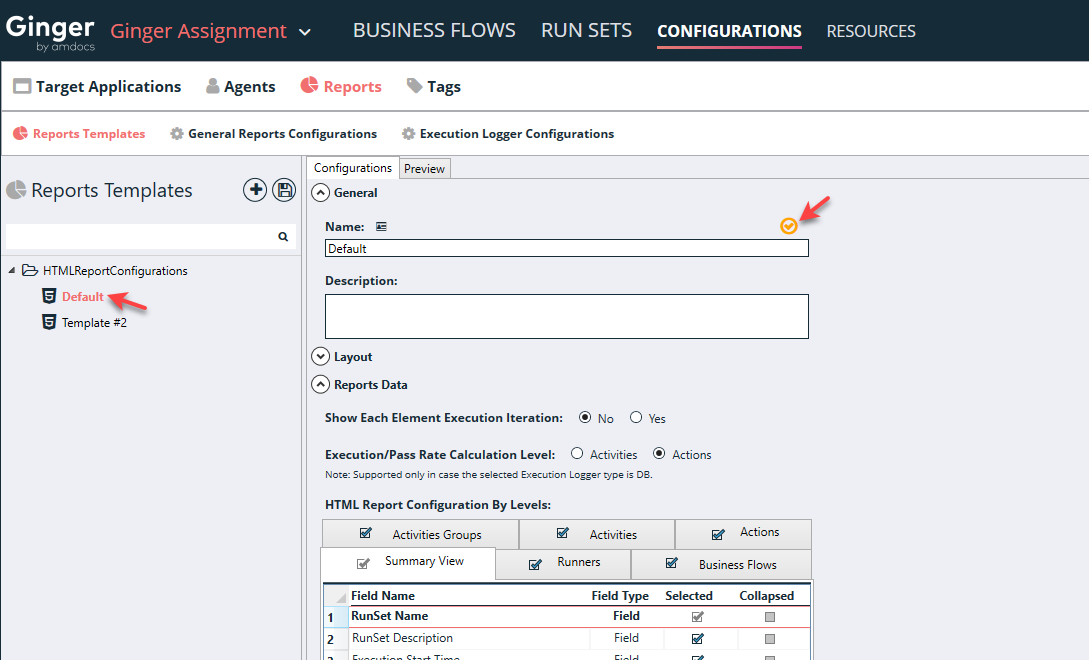 Ginger by amdocs Ginger Assignment BUSINESS FLOWS RUN SETS CONFIGURATIONS RESOURCES
Target Applications Agents Reports Tags
Reports Templates General Reports Configurations Execution Logger Configurations
Reports Templates
HTMLReportConfigurations
Default
Template #2
Configurations Preview
General
Name:
Default
Description:
Layout
Reports Data
Show Each Element Execution Iteration: No Yes
Execution/Pass Rate Calculation Level: Activities Actions
Note: Supported only in case the selected Execution Logger type is DB.
HTML Report Configuration By Levels:
Activities Groups Activities Actions
Summary View Runners Business Flows
Field Name Field Type Selected Collapsed
1 RunSet Name Field
2 RunSet Description Field
3 Execution Start Time Field